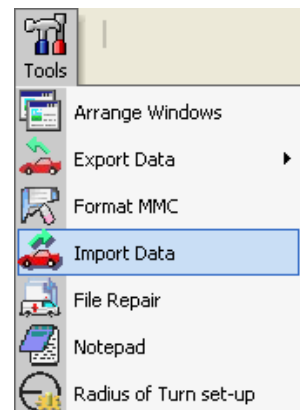 Tools
Arrange Windows
Export Data
Format MMC
Import Data
File Repair
Notepad
Radius of Turn set-up